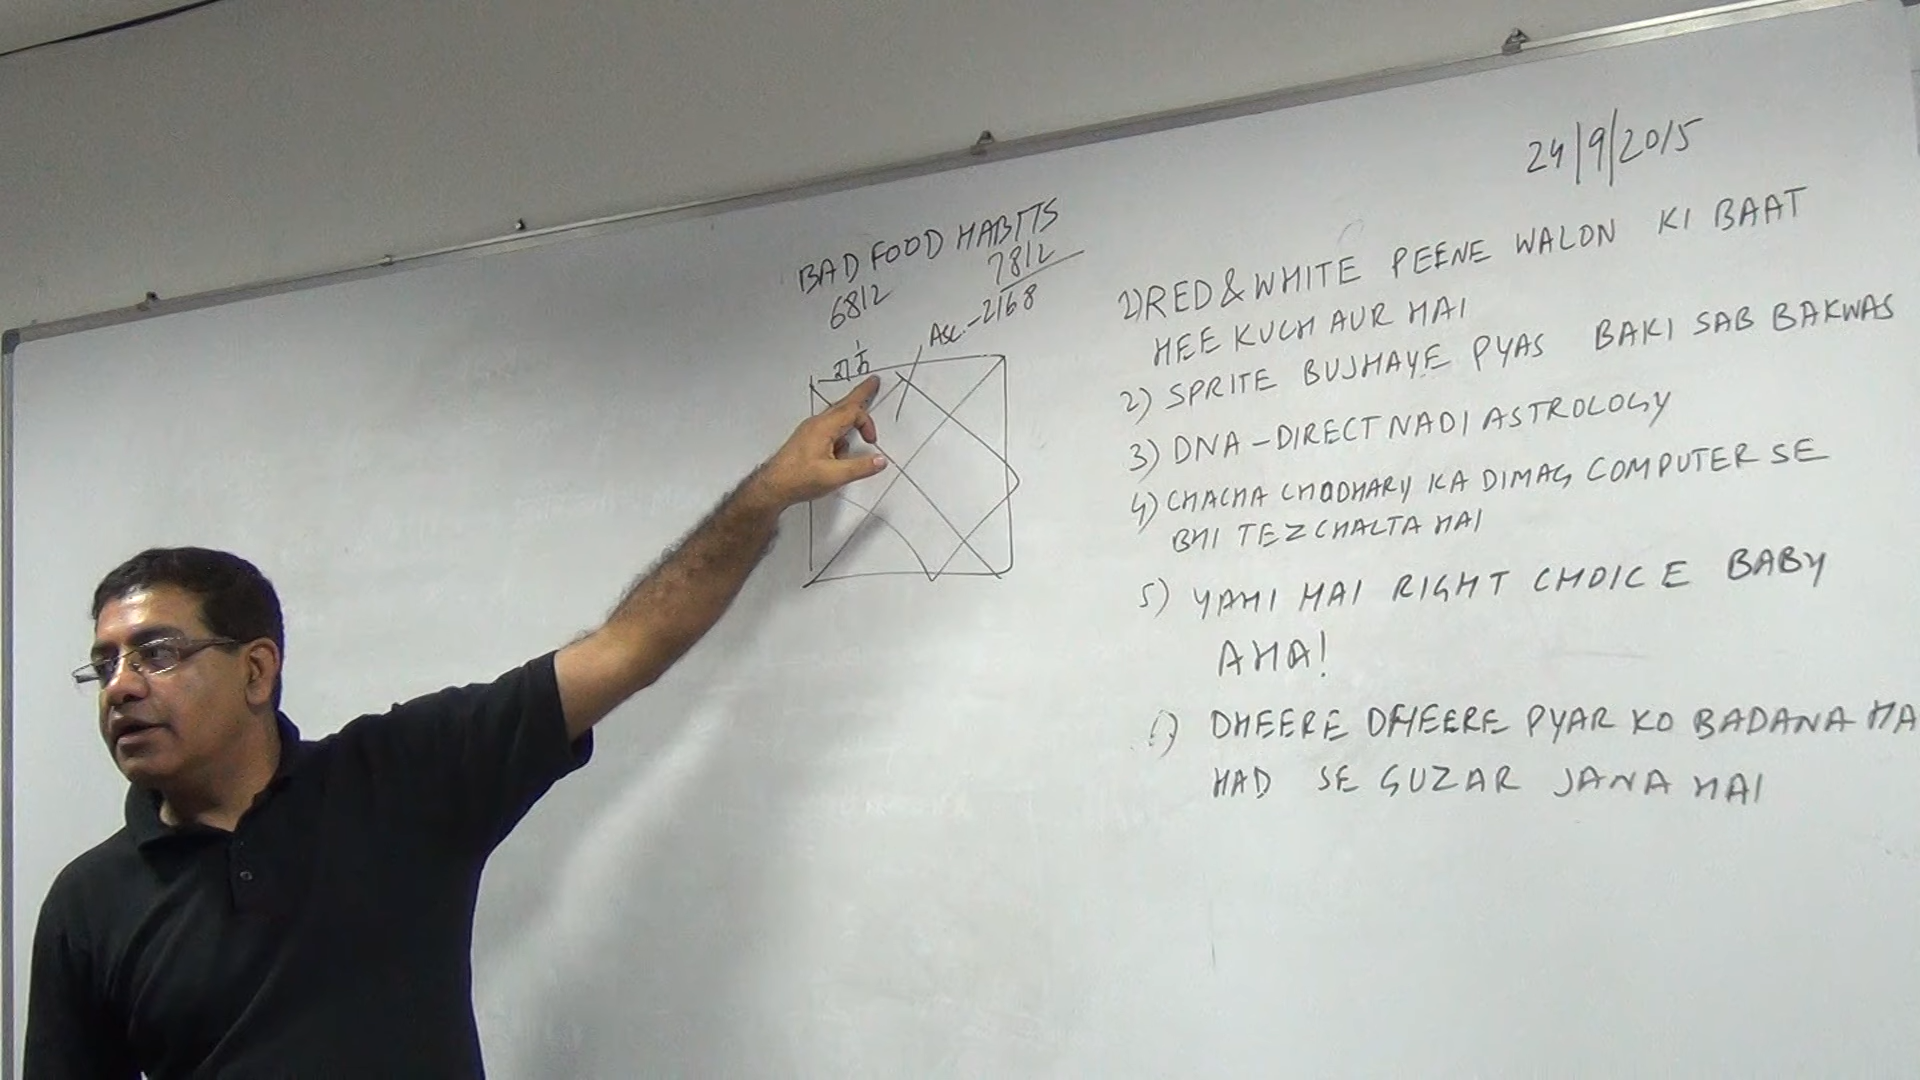 24/9/2015
BAD FOOD HABITS
6812
7812
Asc.-2168
1) RED & WHITE PEENE WALON KI BAAT
HEE KUCH AUR HAI
2) SPRITE BUJHAYE PYAS BAKI SAB BAKWAS
3) DNA - DIRECT NADI ASTROLOGY
4) CHACHA CHODHARY KA DIMAG COMPUTER SE
BHI TEZ CHALTA HAI
5) YAHI HAI RIGHT CHOICE BABY
AHA!
DHEERE DHEERE PYAR KO BADANA HA
HAD SE GUZAR JANA HAI